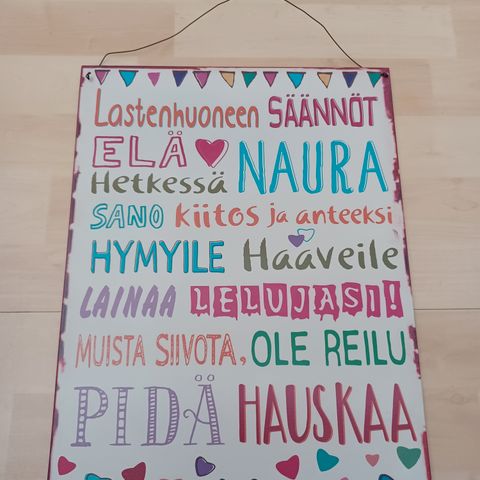 Lastenhuoneen SÄÄNNÖT
ELÄ
Hetkessä NAURA
SANO kiitos ja anteeksi
HYMYILE Haaveile
LAINAA LELUJASI!
MUISTA SIIVOTA, OLE REILU
PIDÄ HAUSKAA